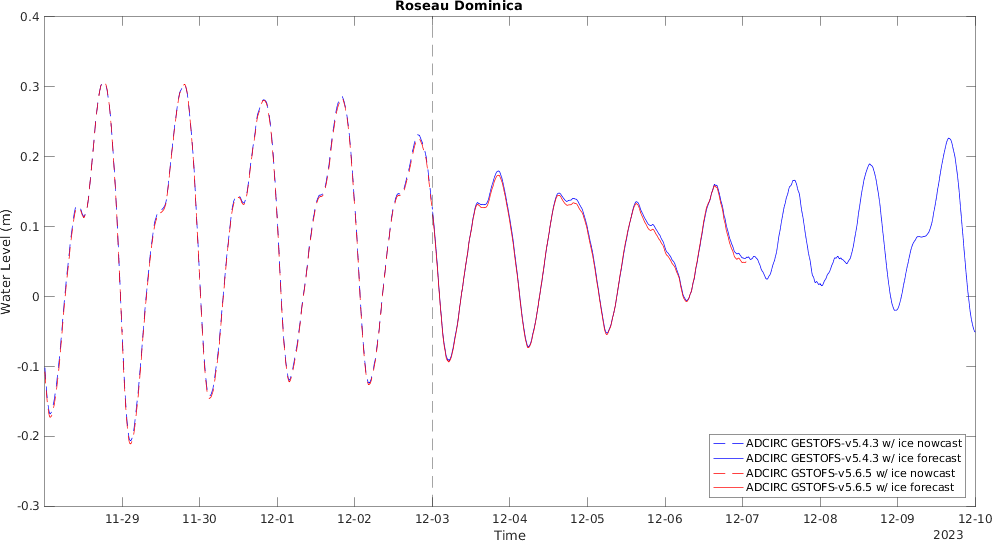 Roseau Dominica
0.4
0.3
0.2
0.1
0
-0.1
-0.2
-0.3
Water Level (m)
ADCIRC GESTOFS-v5.4.3 w/ ice nowcast
ADCIRC GESTOFS-v5.4.3 w/ ice forecast
ADCIRC GSTOFS-v5.6.5 w/ ice nowcast
ADCIRC GSTOFS-v5.6.5 w/ ice forecast
11-29 11-30 12-01 12-02 12-03 12-04 12-05 12-06 12-07 12-08 12-09 12-10
Time
2023